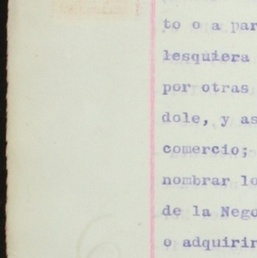 to o a par
lesquiera
por otras
dole, y as
comercio;
nombrar lo
de la Nego
o adquirir